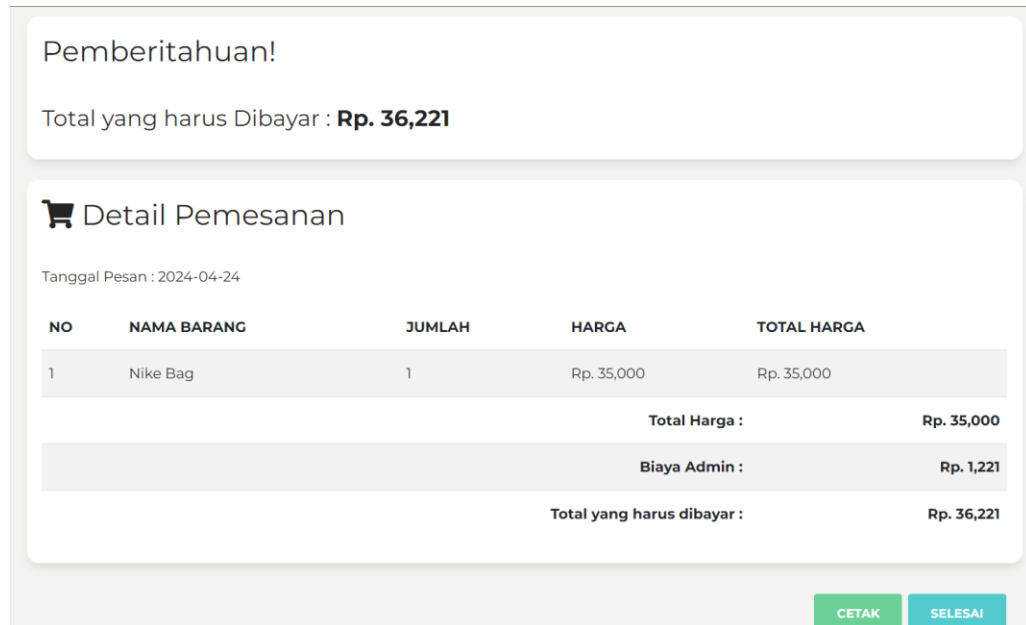 Pemberitahuan!
Total yang harus Dibayar : Rp. 36,221
Detail Pemesanan
Tanggal Pesan : 2024-04-24
NO NAMA BARANG JUMLAH HARGA TOTAL HARGA
1 Nike Bag 1 Rp. 35,000 Rp. 35,000
Total Harga : Rp. 35,000
Biaya Admin : Rp. 1,221
Total yang harus dibayar : Rp. 36,221
CETAK SELESAI